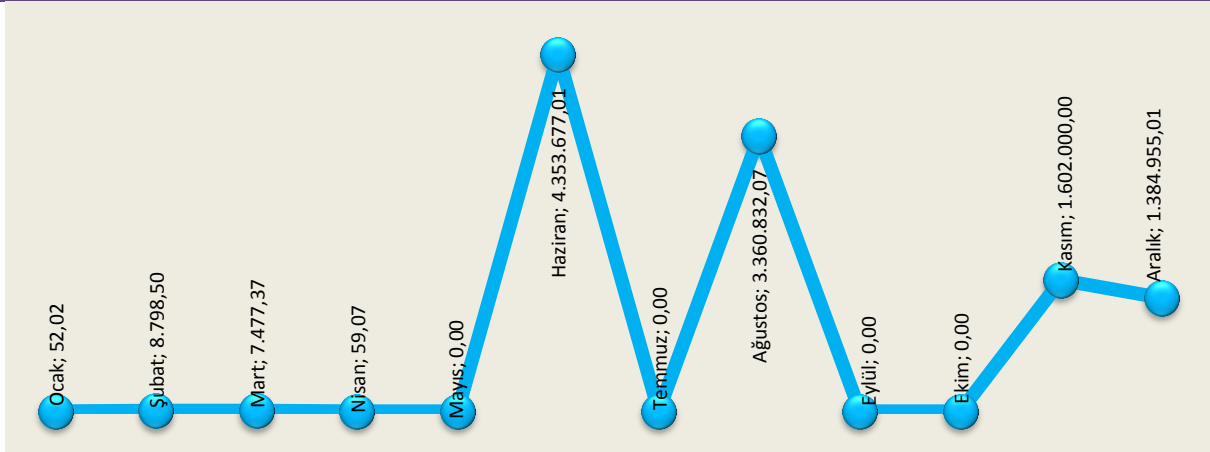 Ocak; 52,02
Şubat; 8.798,50
Mart; 7.477,37
Nisan; 59,07
Mayıs; 0,00
Haziran; 4.353.677,01
Temmuz; 0,00
Ağustos; 3.360.832,07
Eylül; 0,00
Ekim; 0,00
Kasım; 1.602.000,00
Aralık; 1.384.955,01